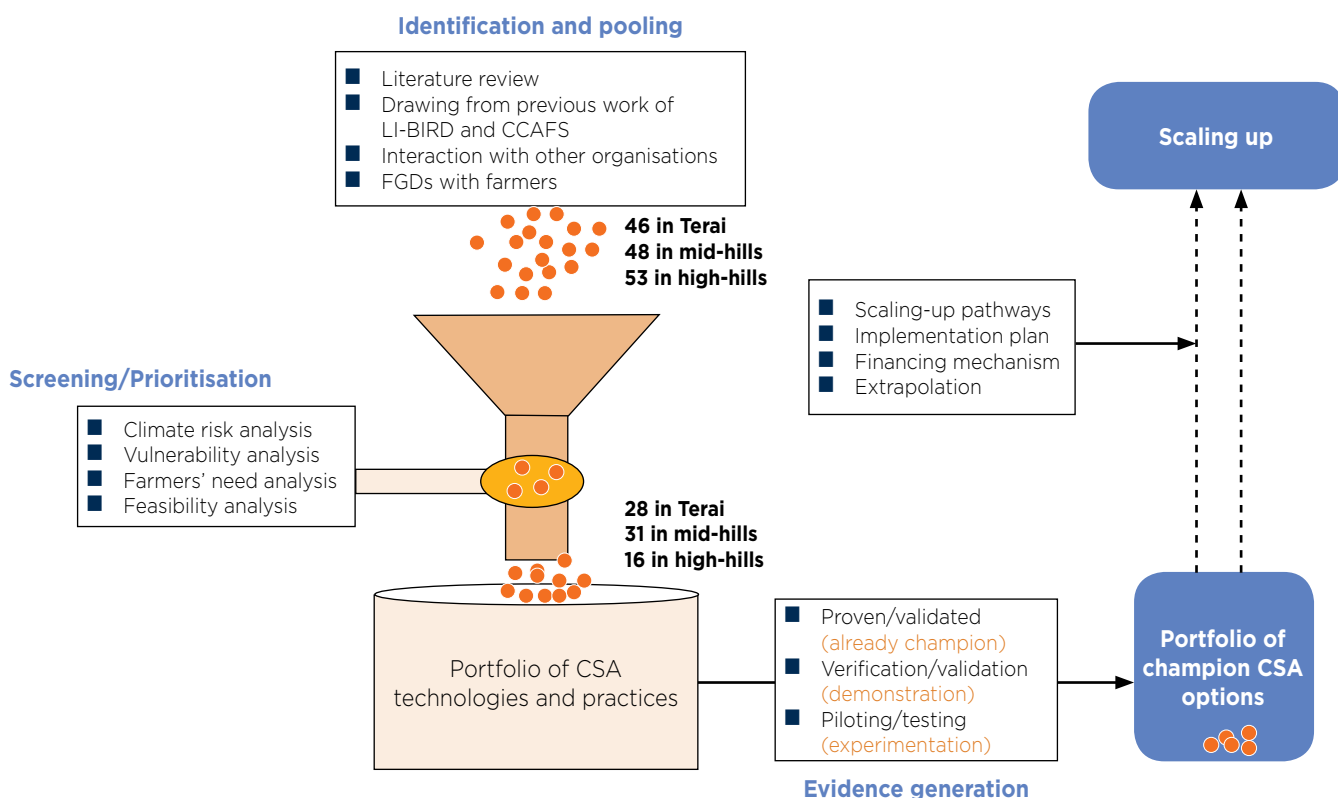 Identification and pooling
Literature review
Drawing from previous work of
LI-BIRD and CCAFS
Interaction with other organisations
FGDs with farmers
46 in Terai
48 in mid-hills
53 in high-hills
Scaling up
Scaling-up pathways
Implementation plan
Financing mechanism
Extrapolation
Screening/Prioritisation
Climate risk analysis
Vulnerability analysis
Farmers' need analysis
Feasibility analysis
28 in Terai
31 in mid-hills
16 in high-hills
Portfolio of CSA
technologies and practices
Proven/validated
(already champion)
Verification/validation
(demonstration)
Piloting/testing
(experimentation)
Evidence generation
Portfolio of
champion CSA
options